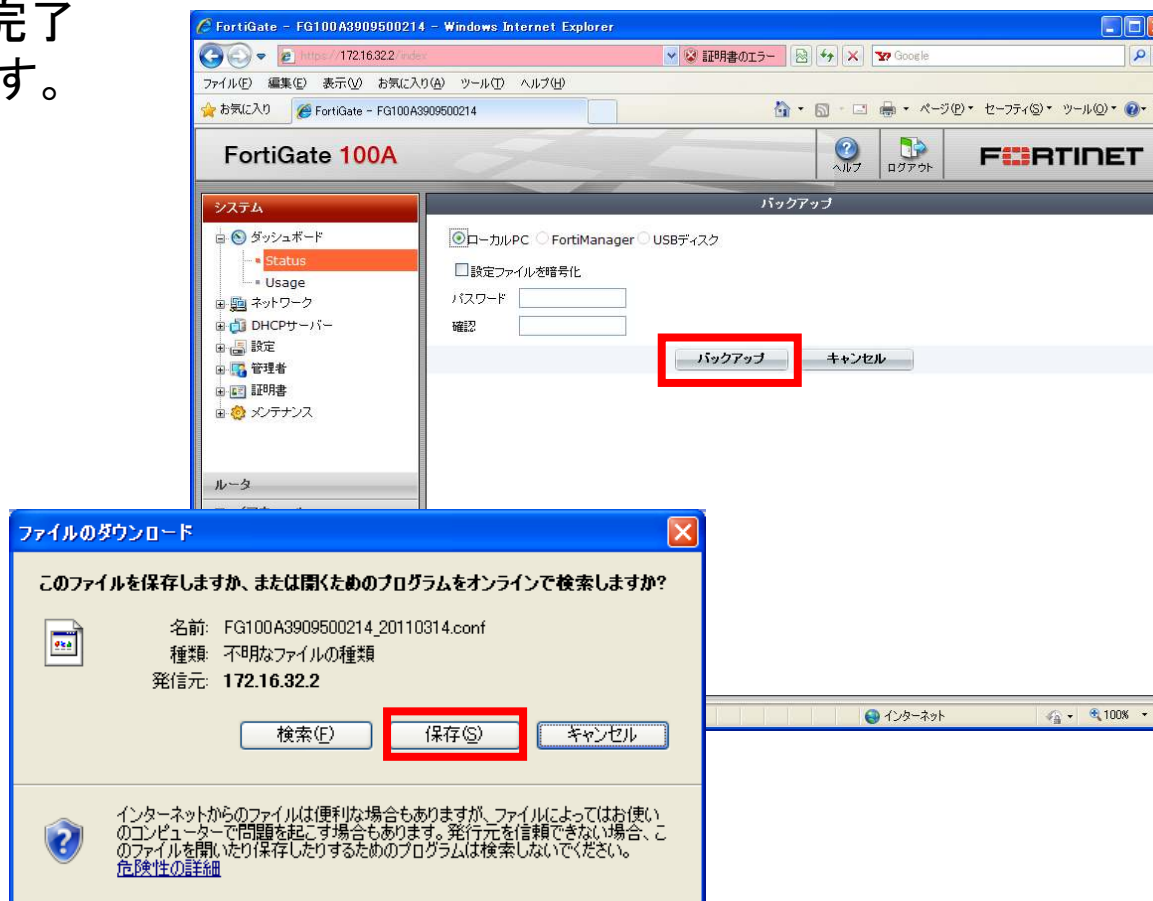 完了
す。
FortiGate - FG100A3909500214 - Windows Internet Explorer
https://172.16.32.2/index
証明書のエラー
Google
ファイル(F) 編集(E) 表示(V) お気に入り(A) ツール(T) ヘルプ(H)
お気に入り
FortiGate - FG100A3909500214
ページ(P) セーフティ(S) ツール(O)
FortiGate 100A
ヘルプ
ログアウト
FORTINET
システム
バックアップ
ダッシュボード
Status
Usage
ネットワーク
DHCPサーバー
設定
管理者
証明書
メンテナンス
ルータ
ローカルPC FortiManager USBディスク
設定ファイルを暗号化
パスワード
確認
バックアップ キャンセル
インターネット
100%
ファイルのダウンロード
このファイルを保存しますか、または開くためのプログラムをオンラインで検索しますか?
名前: FG100A3909500214_20110314.conf
種類: 不明なファイルの種類
発信元: 172.16.32.2
検索(F) 保存(S) キャンセル
インターネットからのファイルは便利な場合もありますが、ファイルによってはお使い
のコンピューターで問題を起こす場合もあります。発行元を信頼できない場合、こ
のファイルを開いたり保存したりするためのプログラムは検索しないでください。
危険性の詳細